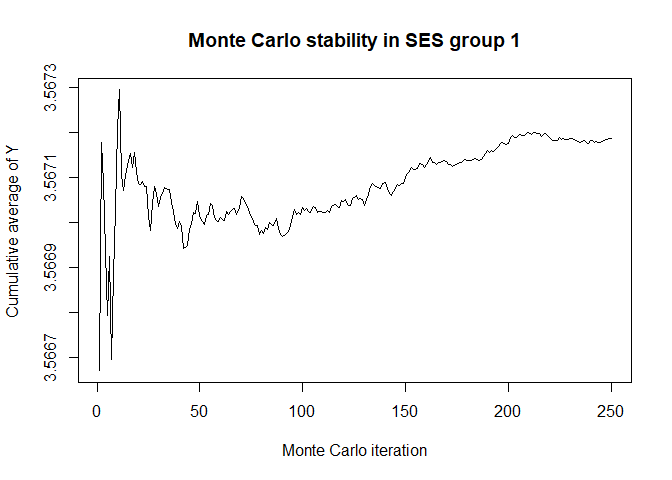 Monte Carlo stability in SES group 1
Cumulative average of Y
3.5673
3.5671
3.5669
3.5667
0 50 100 150 200 250
Monte Carlo iteration